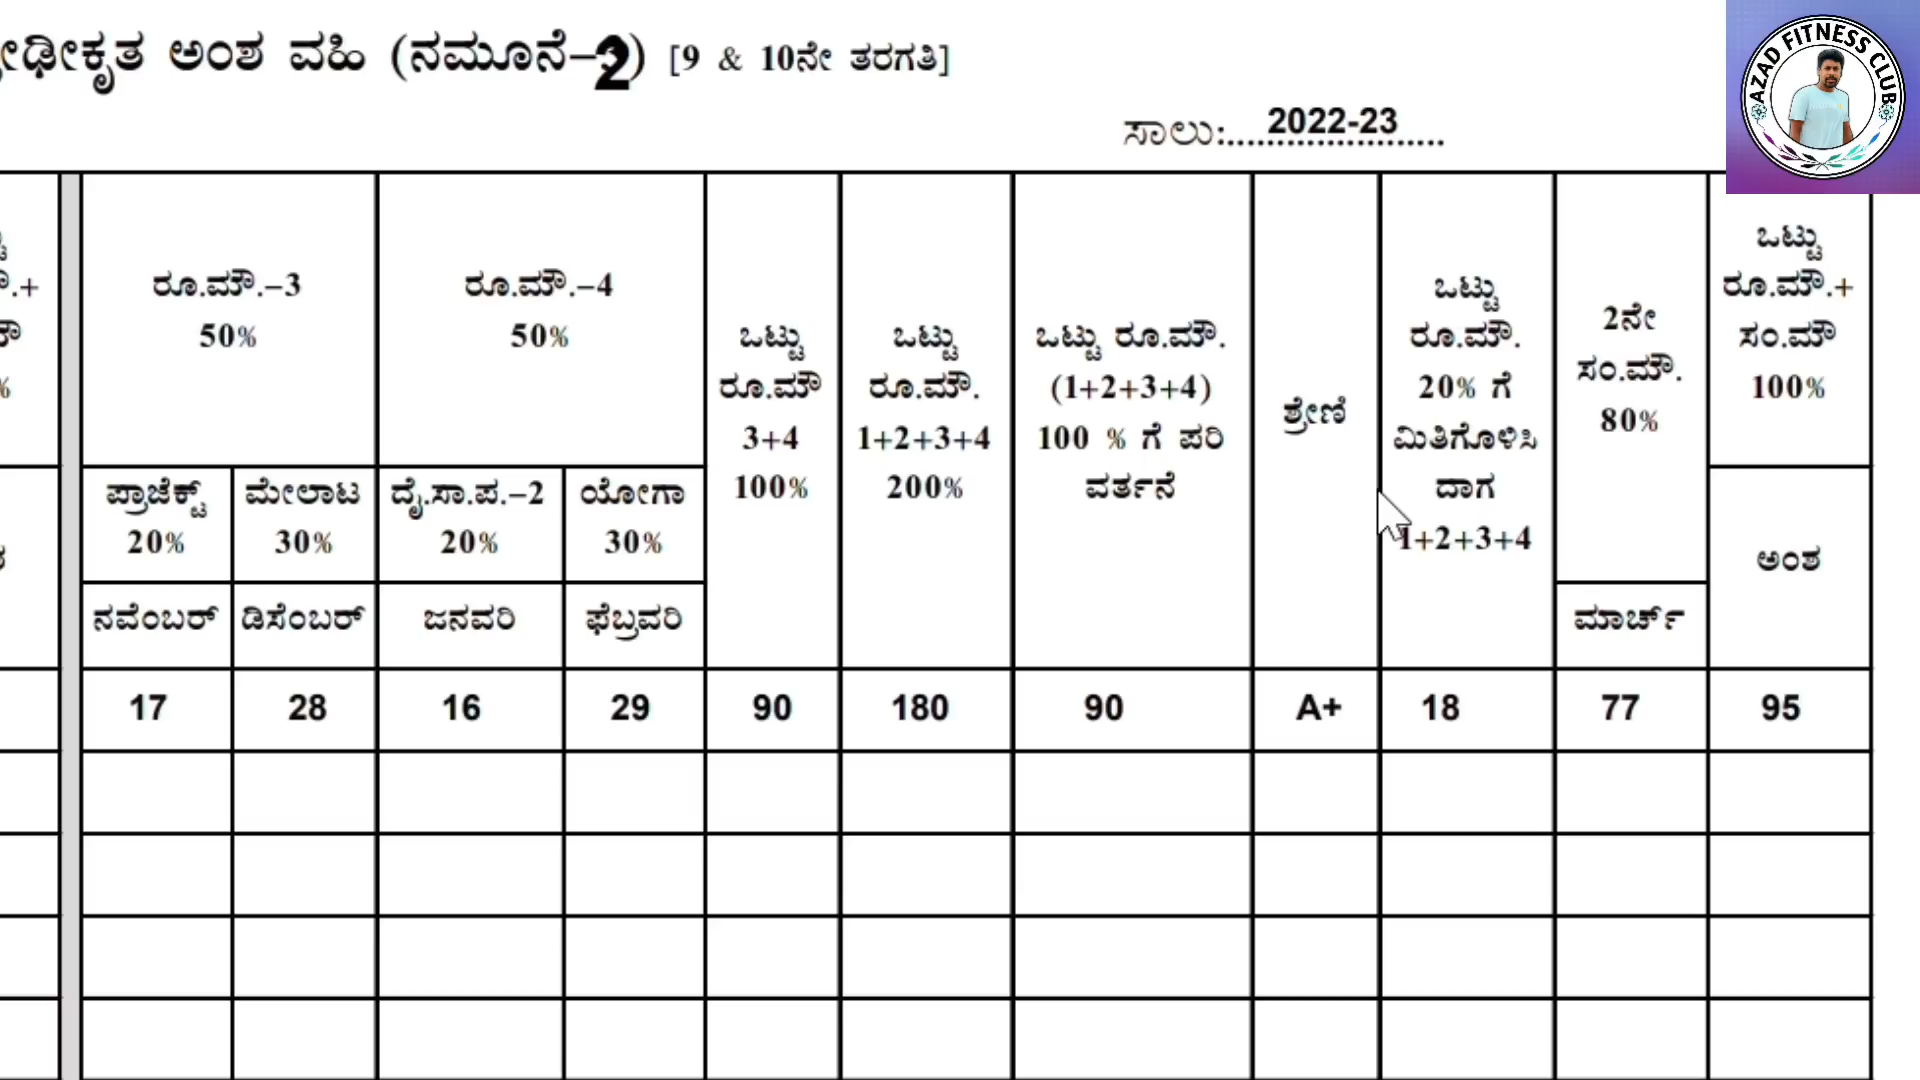 ಅಂಶ ವಹಿ (ನಮೂನೆ-2) [9 & 10ನೇ ತರಗತಿ]
ಸಾಲು:...................... 2022-23
AZAD FITNESS CLUB
ರೂ.ಮೌ.-3
50%
ರೂ.ಮೌ.-4
50%
ಒಟ್ಟು
ರೂ.ಮೌ
3+4
100%
ಒಟ್ಟು
ರೂ.ಮೌ.
1+2+3+4
200%
ಒಟ್ಟು ರೂ.ಮೌ.
(1+2+3+4)
100 % ಗೆ ಪರಿ
ವರ್ತನೆ
ಶ್ರೇಣಿ
ಒಟ್ಟು
ರೂ.ಮೌ.
20% ಗೆ
ಮಿತಿಗೊಳಿಸಿ
ದಾಗ
1+2+3+4
2ನೇ
ಸಂ.ಮೌ.
80%
ಒಟ್ಟು
ರೂ.ಮೌ.+
ಸಂ.ಮೌ
100%
ಪ್ರಾಜೆಕ್ಟ್
20%
ಮೇಲಾಟ
30%
ದೈ.ಸಾ.ಪ.-2
20%
ಯೋಗಾ
30%
ಅಂಶ
ನವೆಂಬರ್ ಡಿಸೆಂಬರ್ ಜನವರಿ ಫೆಬ್ರವರಿ ಮಾರ್ಚ್
17 28 16 29 90 180 90 A+ 18 77 95